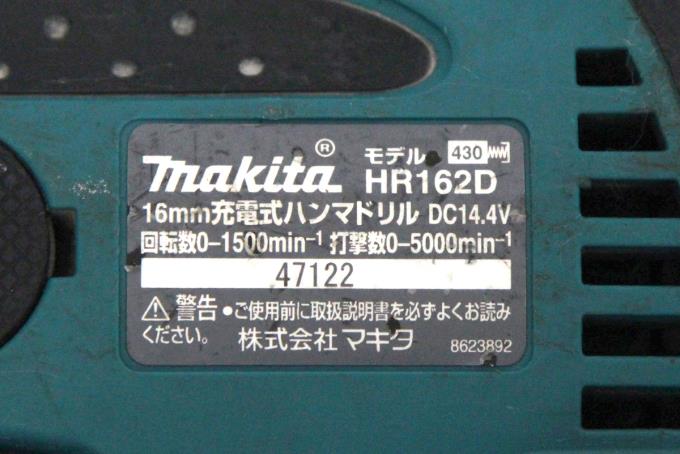 makita® モデル 430
HR162D
16mm充電式ハンマドリル DC14.4V
回転数0-1500min-1 打撃数0-5000min-1
47122
⚠警告 ●ご使用前に取扱説明書を必ずよくお読み
ください。 株式会社 マキタ 8623892